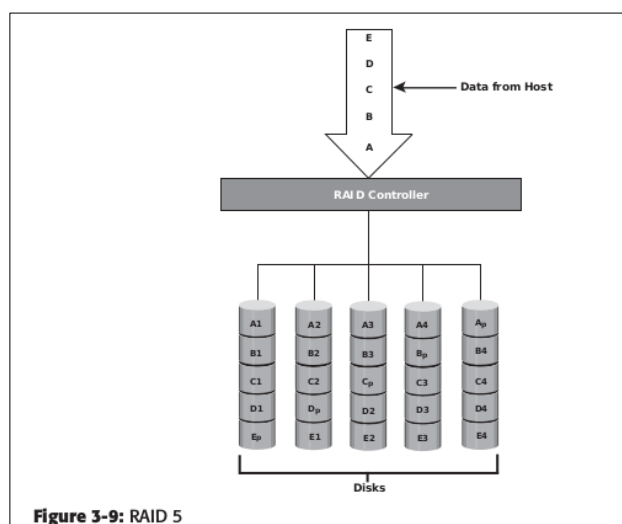 E
D
C
B
A
Data from Host
RAID Controller
A1 A2 A3 A4 Ap
B1 B2 B3 Bp B4
C1 C2 Cp C3 C4
D1 Dp D2 D3 D4
Ep E1 E2 E3 E4
Disks
Figure 3-9: RAID 5